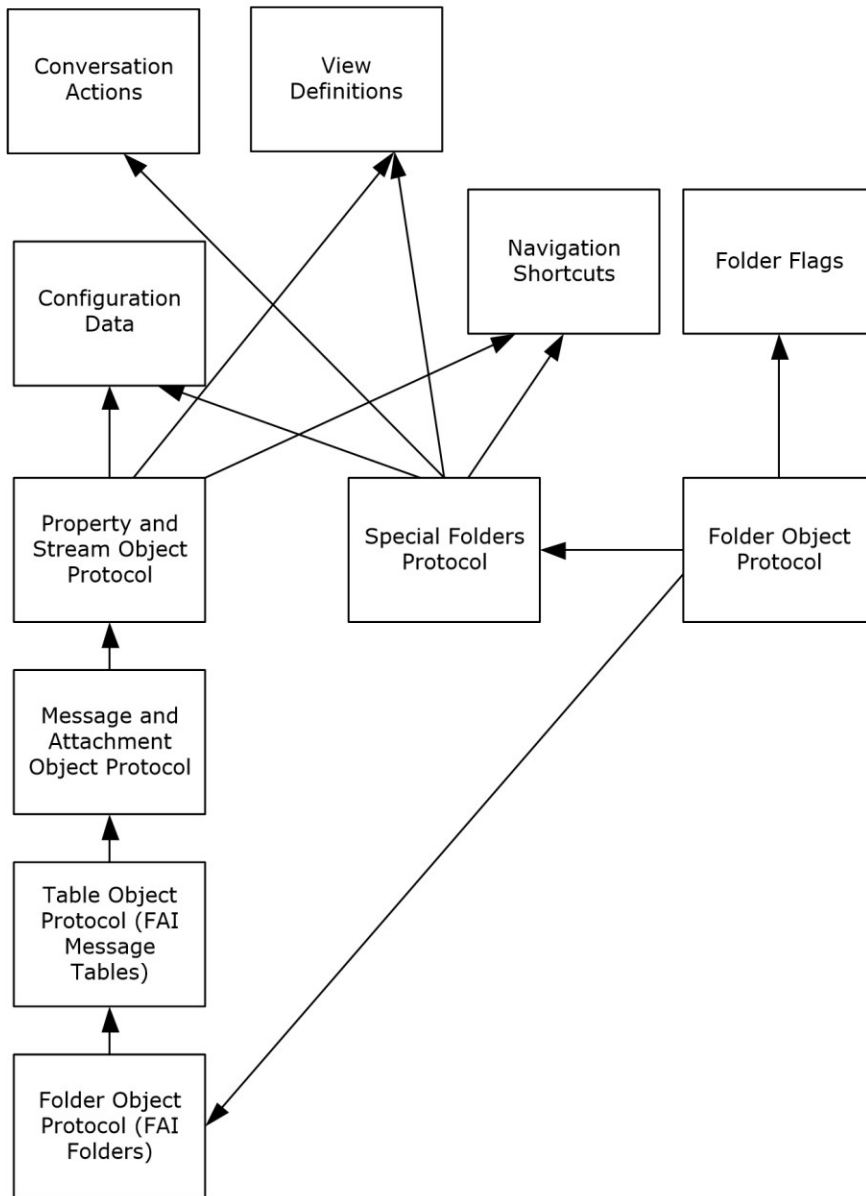 Conversation
Actions
View
Definitions
Navigation
Shortcuts
Folder Flags
Configuration
Data
Property and
Stream Object
Protocol
Special Folders
Protocol
Folder Object
Protocol
Message and
Attachment
Object Protocol
Table Object
Protocol (FAI
Message
Tables)
Folder Object
Protocol (FAI
Folders)